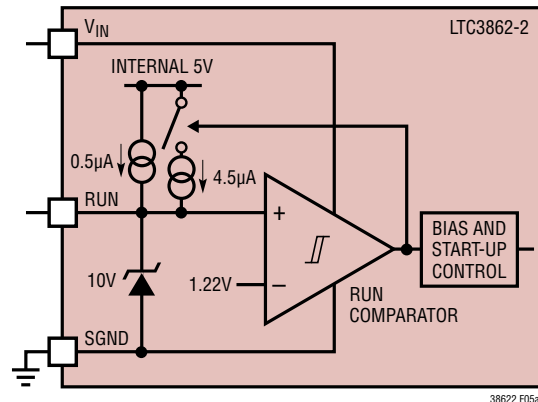 V_IN
LTC3862-2
INTERNAL 5V
0.5µA
4.5µA
RUN
+
10V
1.22V
–
BIAS AND
START-UP
CONTROL
RUN
COMPARATOR
SGND
38622 F05a